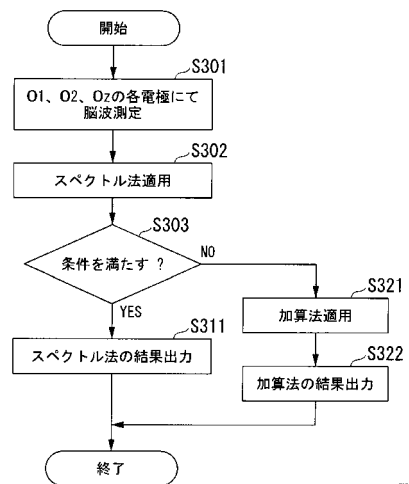 開始
S301
O1、O2、Ozの各電極にて
脳波測定
S302
スペクトル法適用
S303
条件を満たす ?
NO
YES
S321
加算法適用
S311
スペクトル法の結果出力
S322
加算法の結果出力
終了